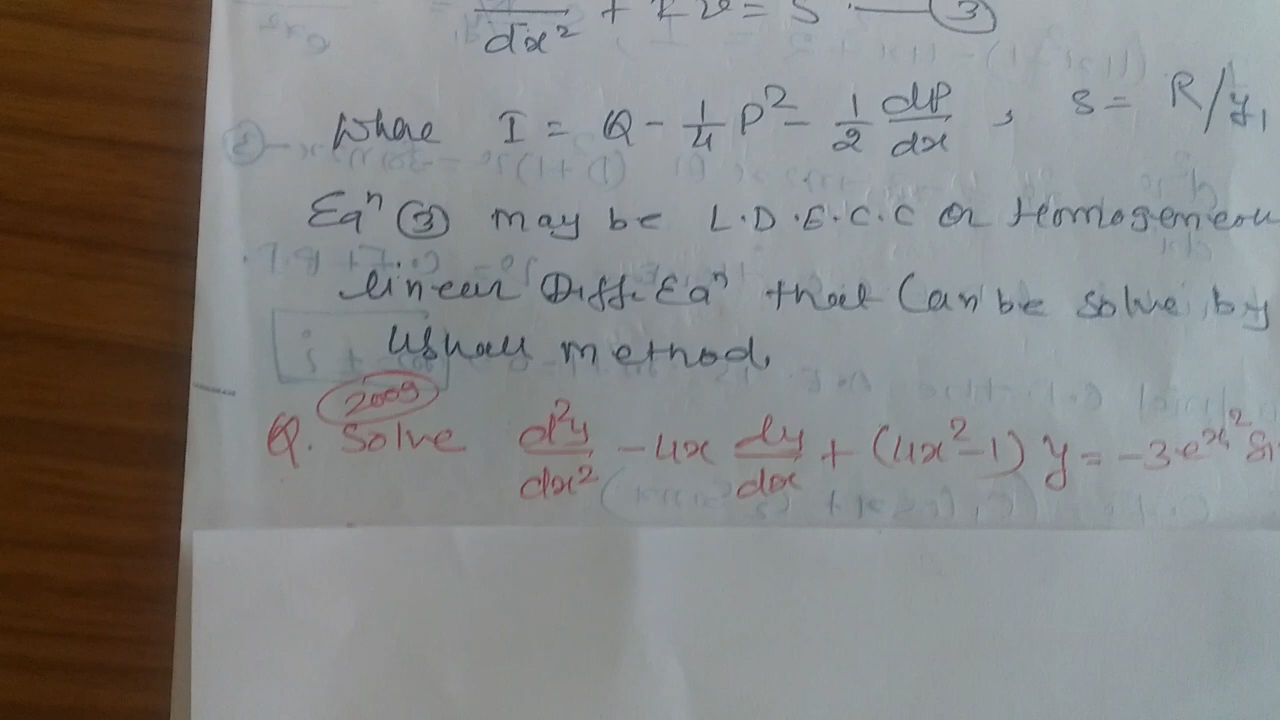 dx² + Iv = S ③
Where I = Q - 1/4 P² - 1/2 dP/dx , S = R/y₁
Eqⁿ ③ may be L.D.E.C.C or Homogeneou
linear Diff. Eqⁿ that Can be solve by
Usual method.
2009
Q. Solve d²y/dx² - 4x dy/dx + (4x²-1) y = -3·e^x² Si